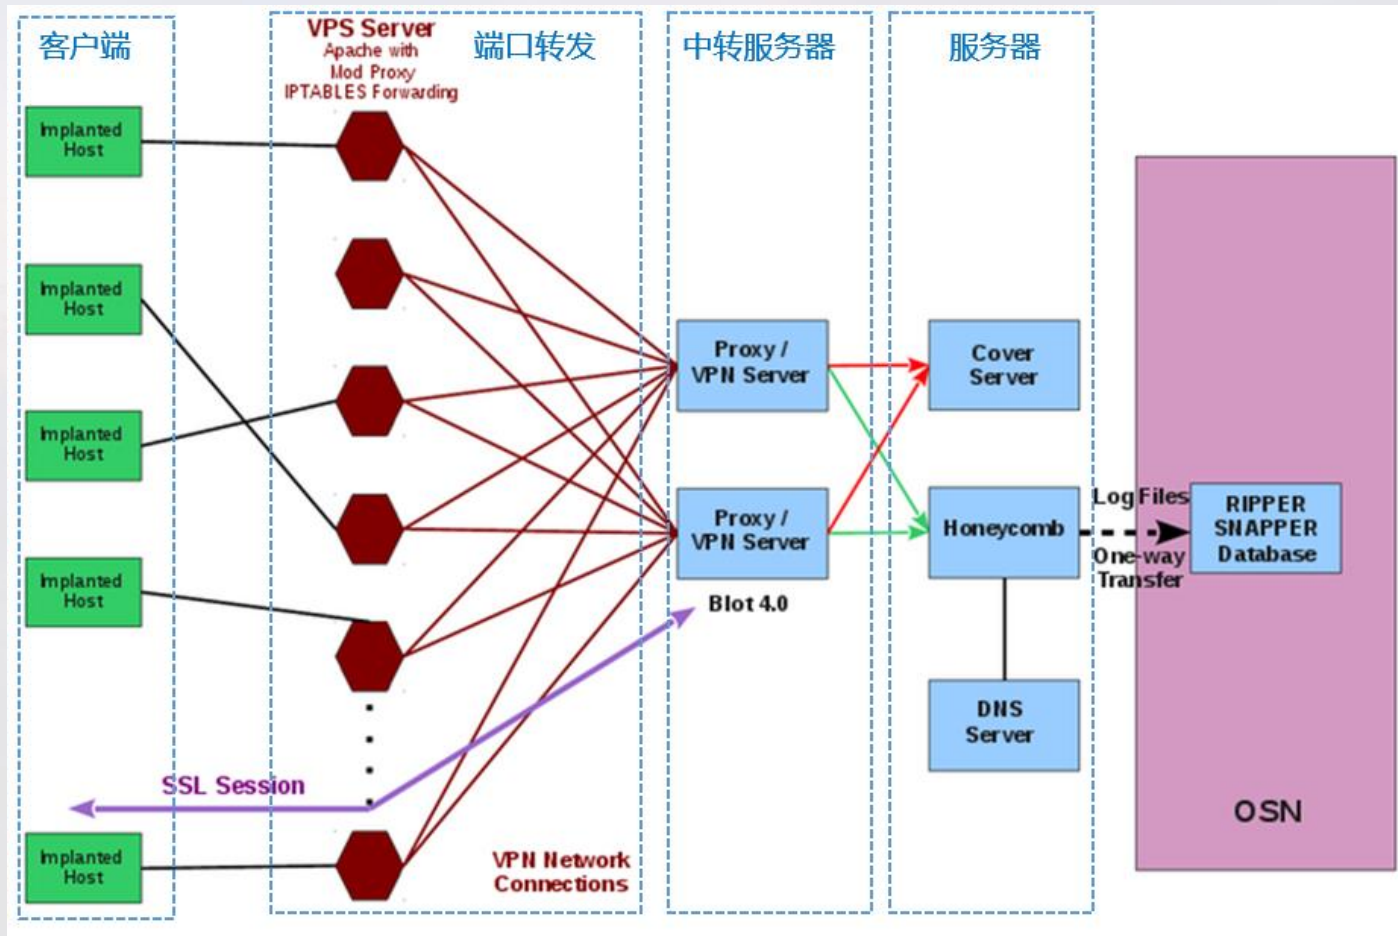 客户端
VPS Server
Apache with
Mod Proxy
IPTABLES Forwarding
端口转发
中转服务器
服务器
Implanted
Host
Implanted
Host
Implanted
Host
Implanted
Host
Implanted
Host
SSL Session
VPN Network
Connections
Proxy /
VPN Server
Proxy /
VPN Server
Blot 4.0
Cover
Server
Honeycomb
DNS
Server
Log Files
One-way
Transfer
RIPPER
SNAPPER
Database
OSN